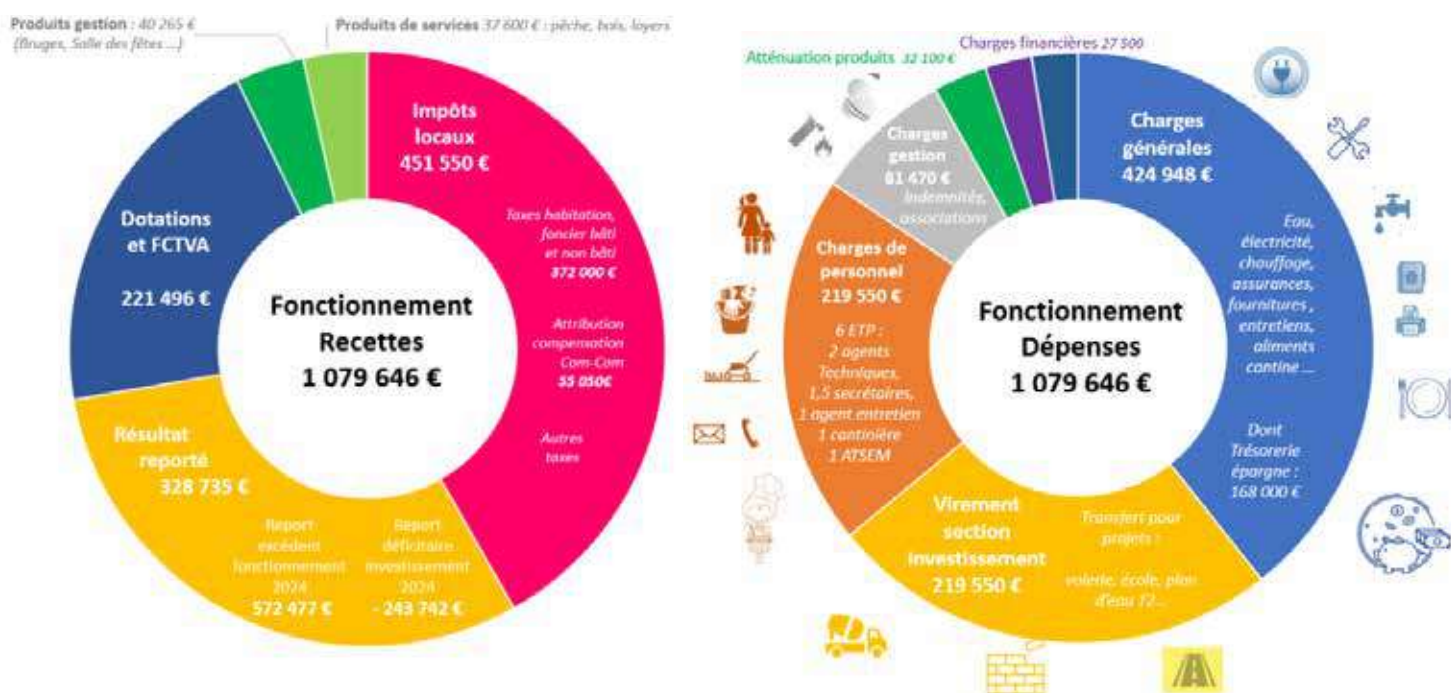 Produits gestion : 40 265 €
(Bruges, Salle des fêtes ...)
Produits de services 37 600 € : pêche, bois, loyers
Impôts
locaux
451 550 €
Taxes habitation,
foncier bâti
et non bâti
372 000 €
Attribution
compensation
Com-Com
55 050€
Autres
taxes
Dotations
et FCTVA
221 496 €
Fonctionnement
Recettes
1 079 646 €
Résultat
reporté
328 735 €
Report
excédent
fonctionnement
2024
572 477 €
Report
déficitaire
investissement
2024
- 243 742 €
Atténuation produits 32 100 €
Charges financières 27 500
Charges
générales
424 948 €
Eau,
électricité,
chauffage,
assurances,
fournitures ,
entretiens,
aliments
cantine ...
Dont
Trésorerie
épargne :
168 000 €
Charges
gestion
81 470 €
Indemnités,
associations
Charges de
personnel
219 550 €
6 ETP :
2 agents
Techniques,
1,5 secrétaires,
1 agent entretien
1 cantinière
1 ATSEM
Fonctionnement
Dépenses
1 079 646 €
Virement
section
investissement
219 550 €
Transfert pour
projets :
voierie, école, plan
d'eau T2...